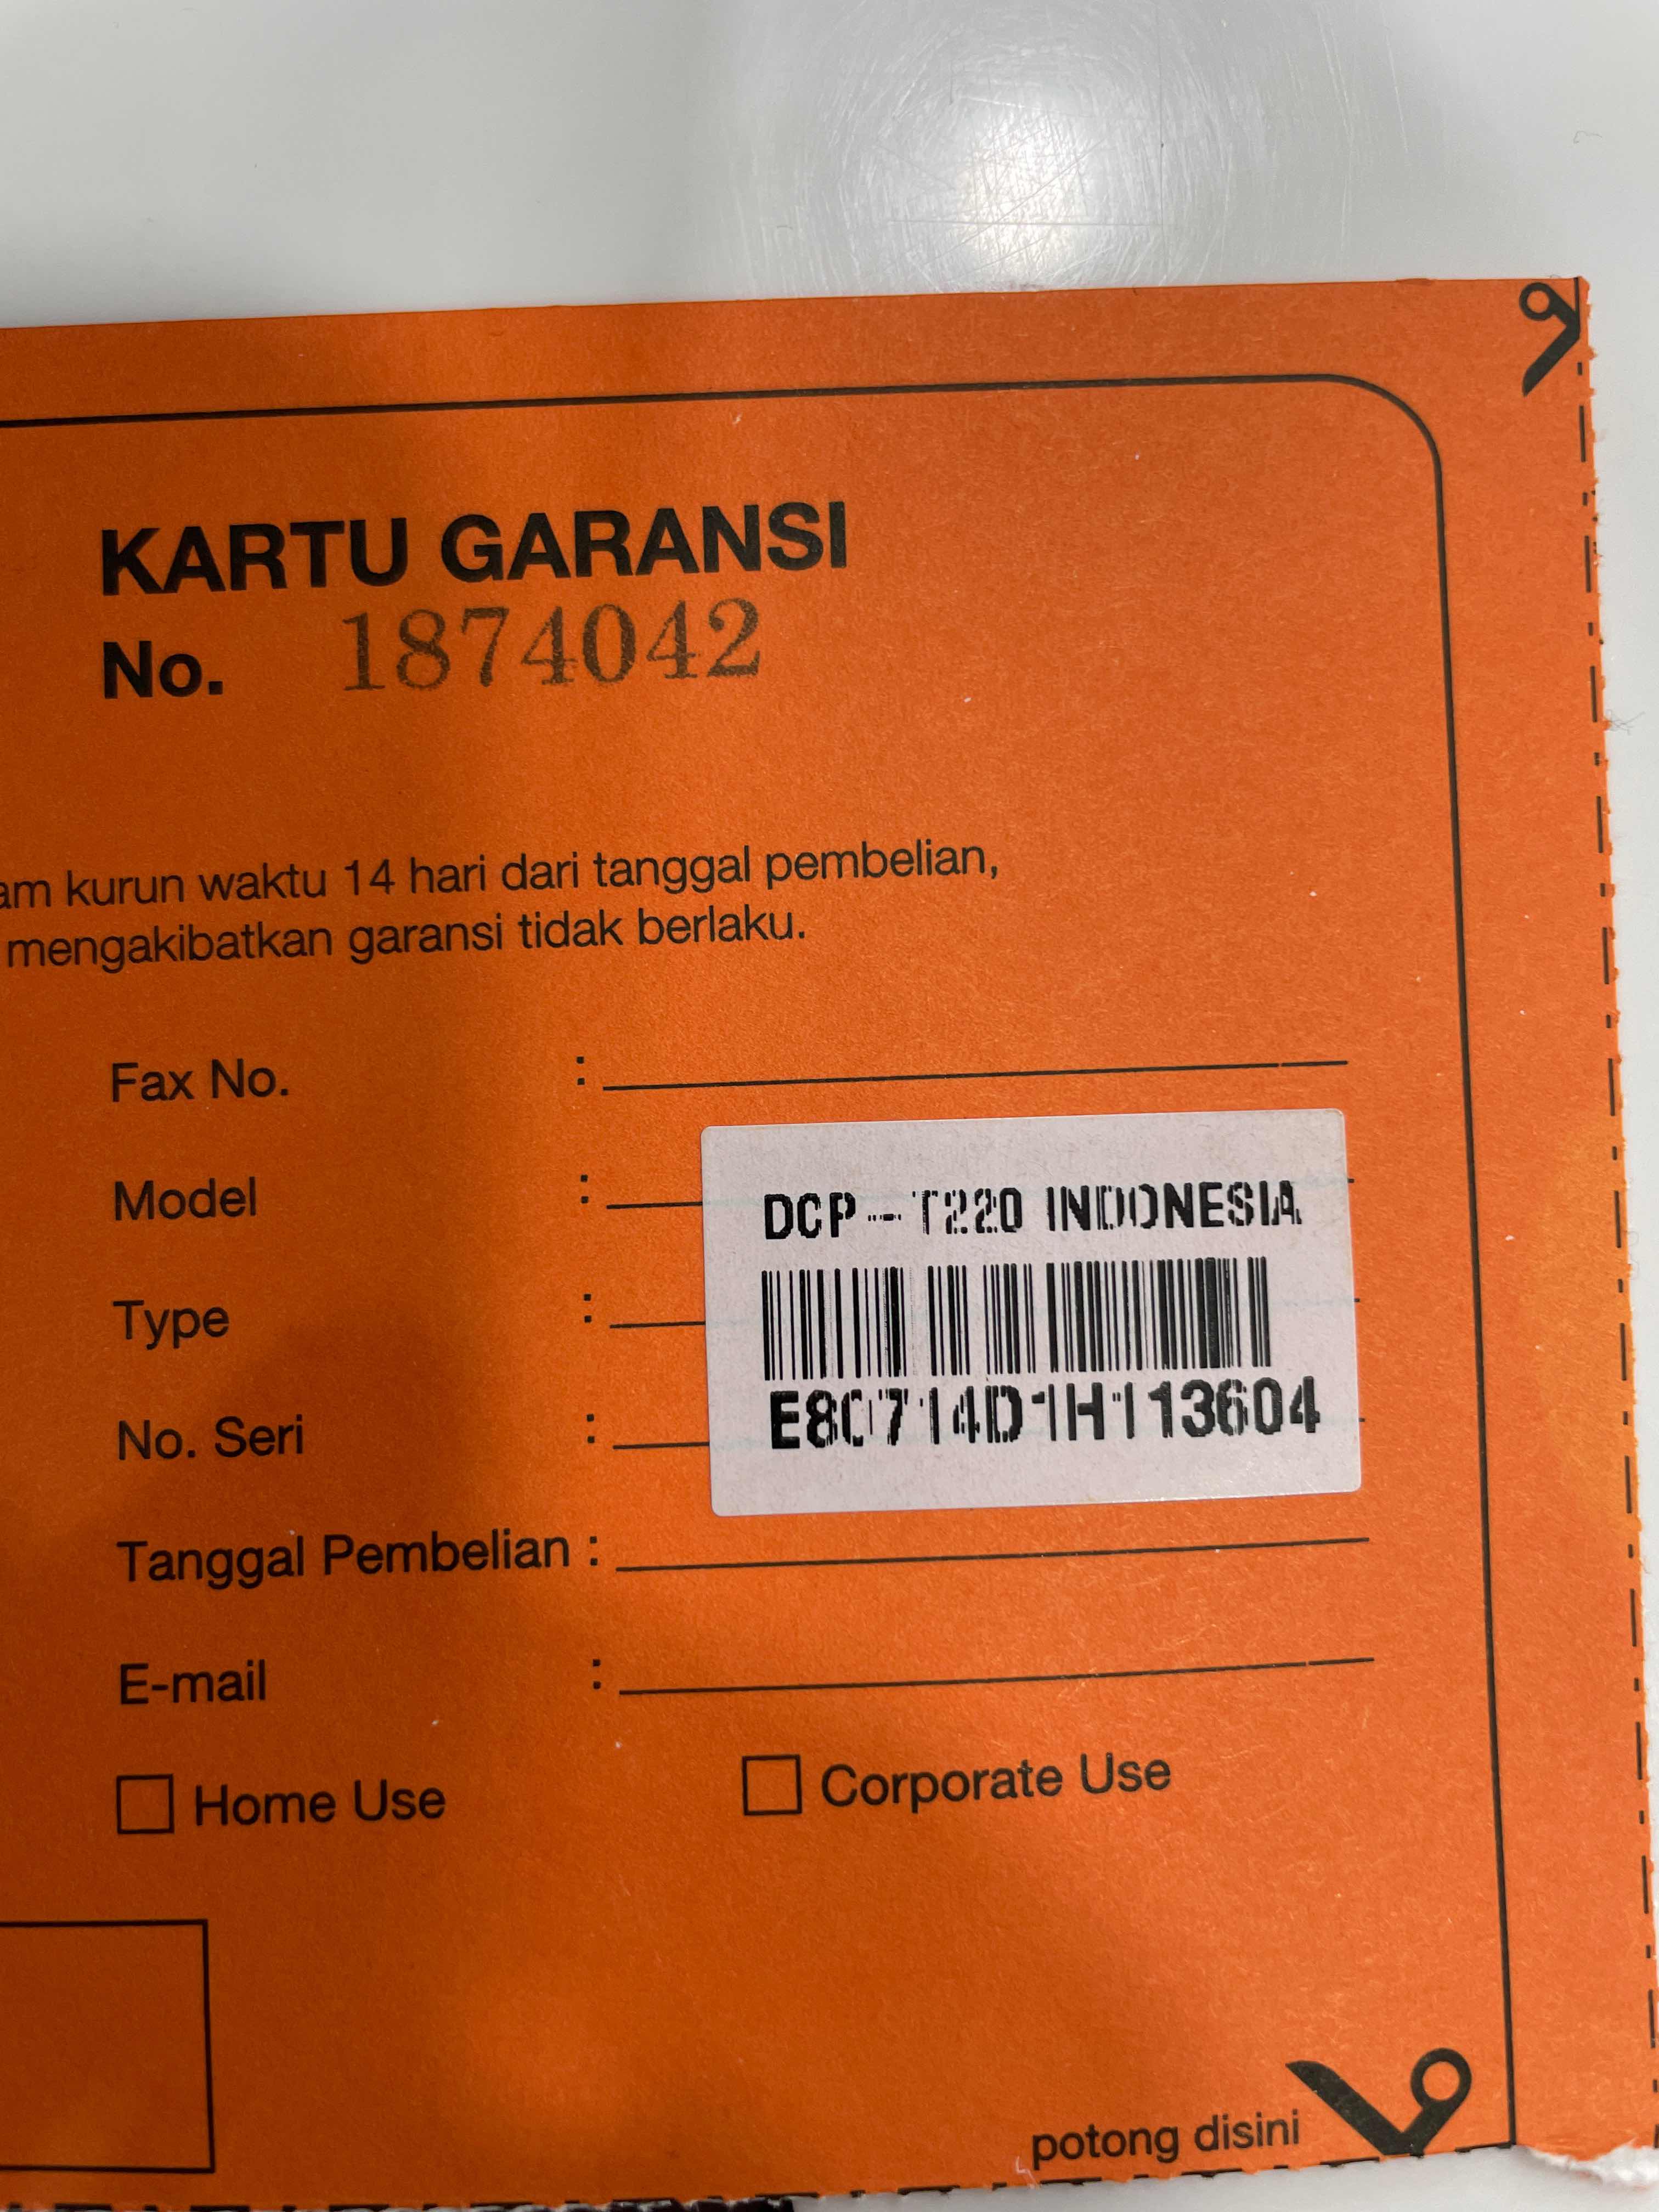 KARTU GARANSI
No. 1874042
kurun waktu 14 hari dari tanggal pembelian,
mengakibatkan garansi tidak berlaku.
Fax No. :
Model :
DCP-T220 INDONESIA
Type :
No. Seri :
E80714D1H113604
Tanggal Pembelian :
E-mail :
Home Use
Corporate Use
potong disini